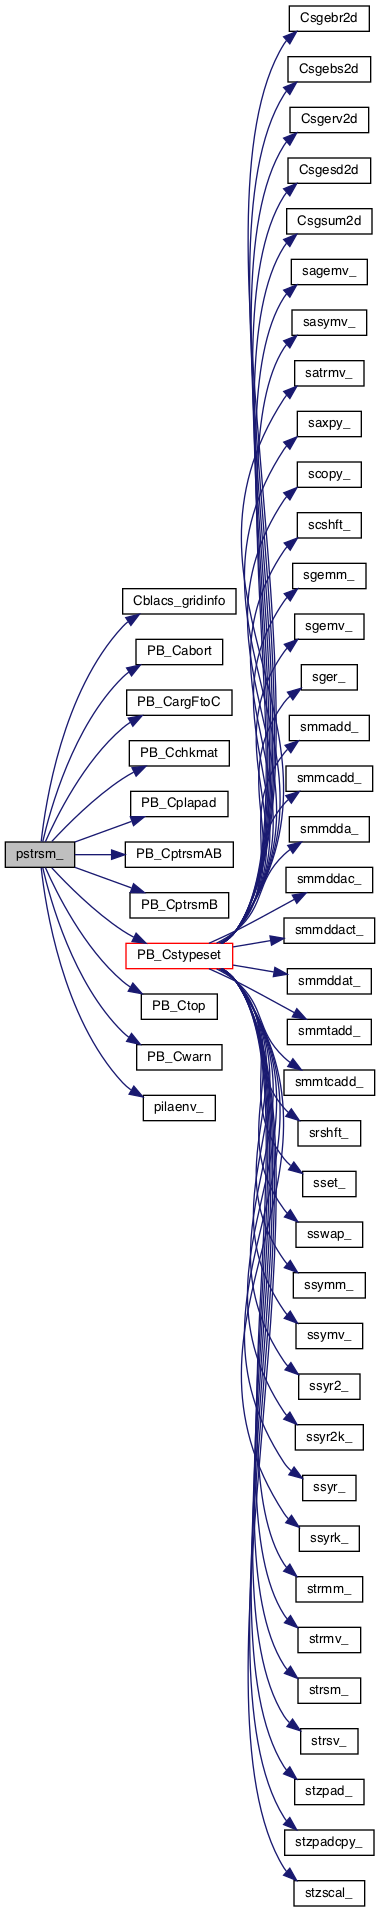 pstrsm_
Cblacs_gridinfo
PB_Cabort
PB_CargFtoC
PB_Cchkmat
PB_Cplapad
PB_CptrsmAB
PB_CptrsmB
PB_Cstypeset
PB_Ctop
PB_Cwarn
pilaenv_
Csgebr2d
Csgebs2d
Csgerv2d
Csgesd2d
Csgsum2d
sagemv_
sasymv_
satrmv_
saxpy_
scopy_
scshft_
sgemm_
sgemv_
sger_
smmadd_
smmcadd_
smmdda_
smmddac_
smmddact_
smmddat_
smmtadd_
smmtcadd_
srshft_
sset_
sswap_
ssymm_
ssymv_
ssyr2_
ssyr2k_
ssyr_
ssyrk_
strmm_
strmv_
strsm_
strsv_
stzpad_
stzpadcpy_
stzscal_